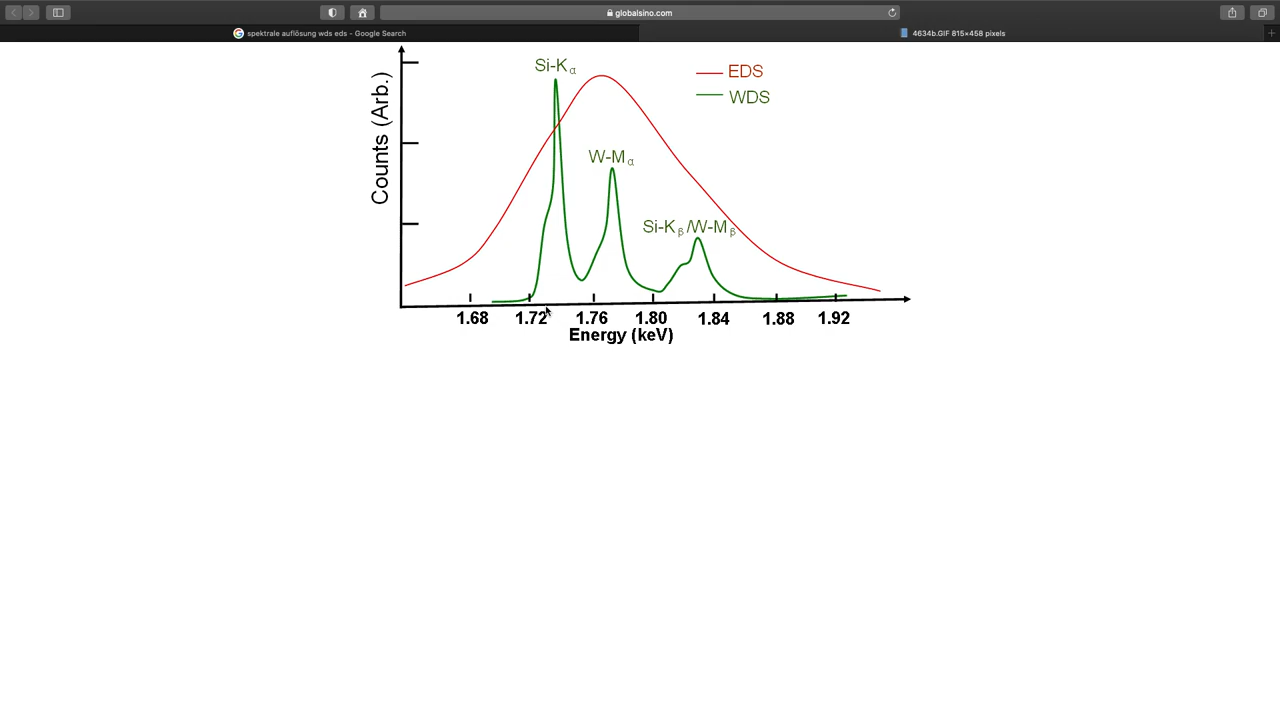 globalsino.com
spektrale auflösung wds eds - Google Search
4634b.GIF 815×458 pixels
Si-Kα
EDS
WDS
Counts (Arb.)
W-Mα
Si-Kβ/W-Mβ
1.68 1.72 1.76 1.80 1.84 1.88 1.92
Energy (keV)